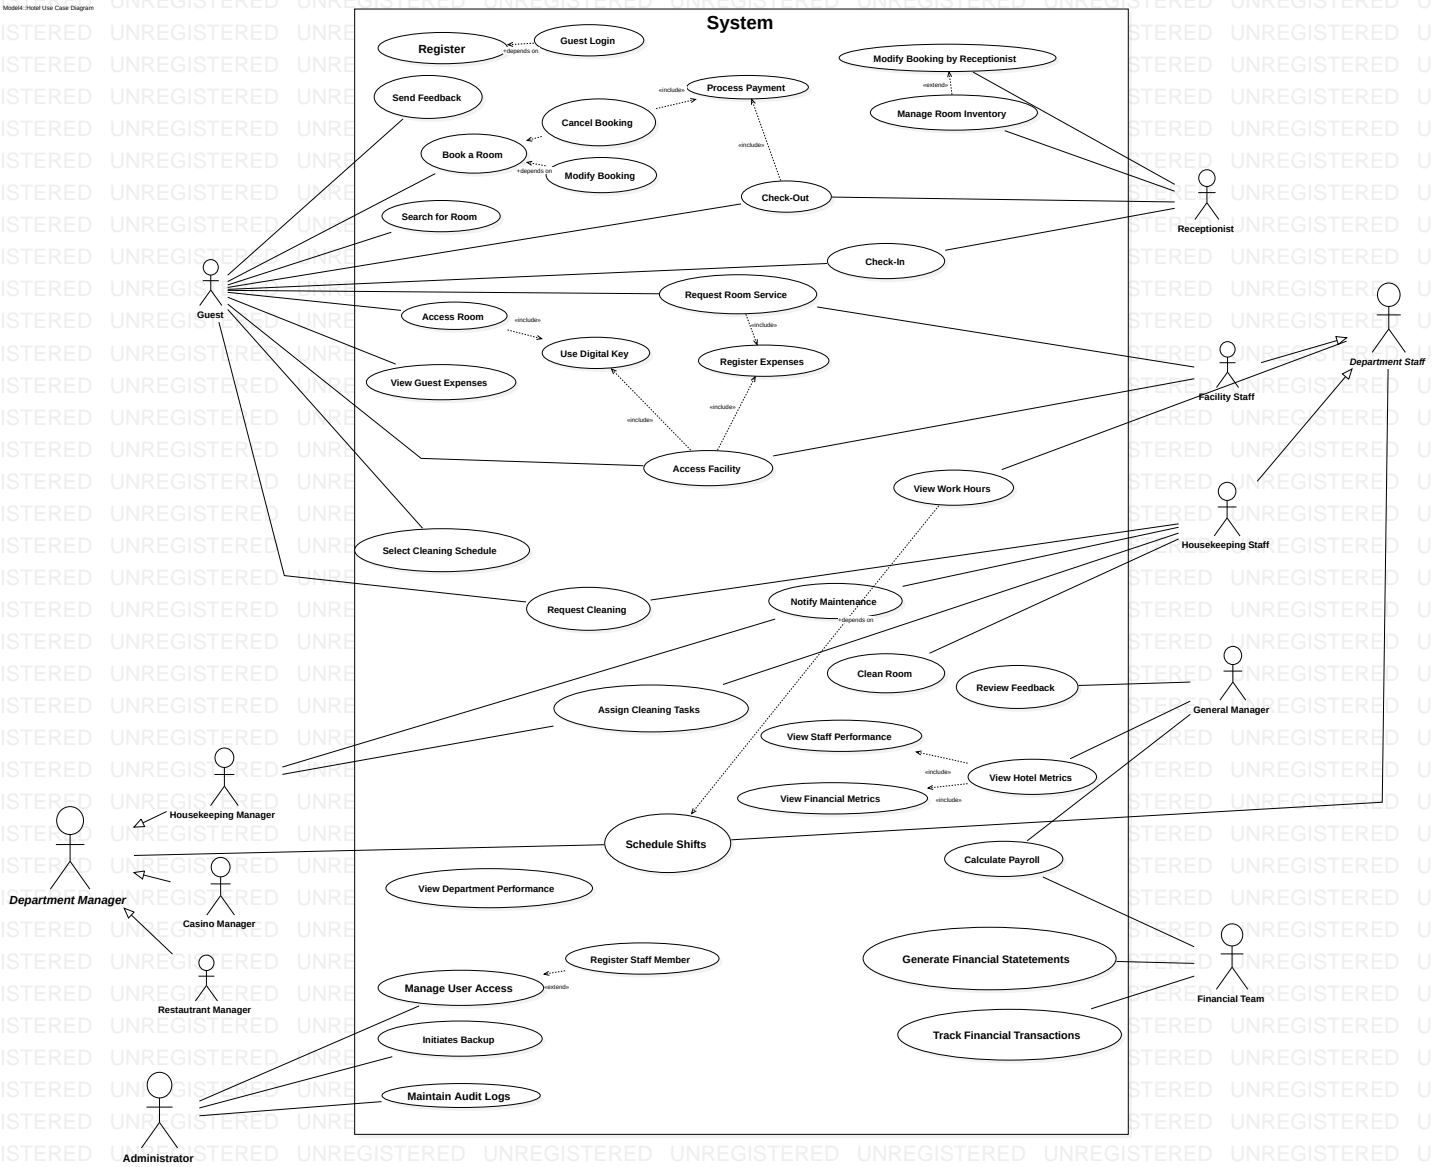 Model4::Hotel Use Case Diagram
System
Register
+depends on
Guest Login
Modify Booking by Receptionist
Send Feedback
«include»
Process Payment
«extend»
Manage Room Inventory
Cancel Booking
Book a Room
«include»
+depends on
Modify Booking
Check-Out
Search for Room
Receptionist
Check-In
Request Room Service
Guest
Access Room
«include»
«include»
Use Digital Key
Register Expenses
Department Staff
View Guest Expenses
Facility Staff
«include»
«include»
Access Facility
View Work Hours
Select Cleaning Schedule
Housekeeping Staff
Request Cleaning
Notify Maintenance
+depends on
Clean Room
Review Feedback
Assign Cleaning Tasks
General Manager
View Staff Performance
«include»
View Hotel Metrics
View Financial Metrics
«include»
Housekeeping Manager
Schedule Shifts
Calculate Payroll
View Department Performance
Department Manager
Casino Manager
Register Staff Member
Generate Financial Statetements
Manage User Access
«extend»
Financial Team
Restautrant Manager
Initiates Backup
Track Financial Transactions
Maintain Audit Logs
Administrator
UNREGISTERED